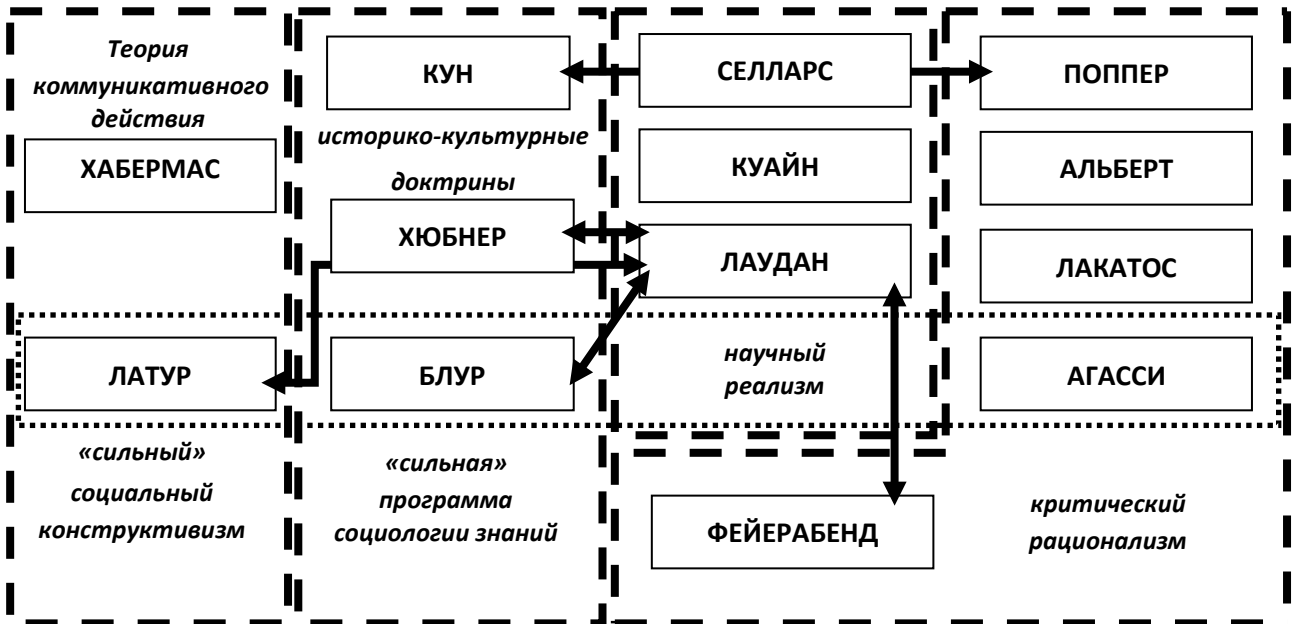 Теория
коммуникативного
действия
ХАБЕРМАС
ЛАТУР
«сильный»
социальный
конструктивизм
КУН
историко-культурные
доктрины
ХЮБНЕР
БЛУР
«сильная»
программа
социологии знаний
СЕЛЛАРС
КУАЙН
ЛАУДАН
научный
реализм
ФЕЙЕРАБЕНД
ПОППЕР
АЛЬБЕРТ
ЛАКАТОС
АГАССИ
критический
рационализм